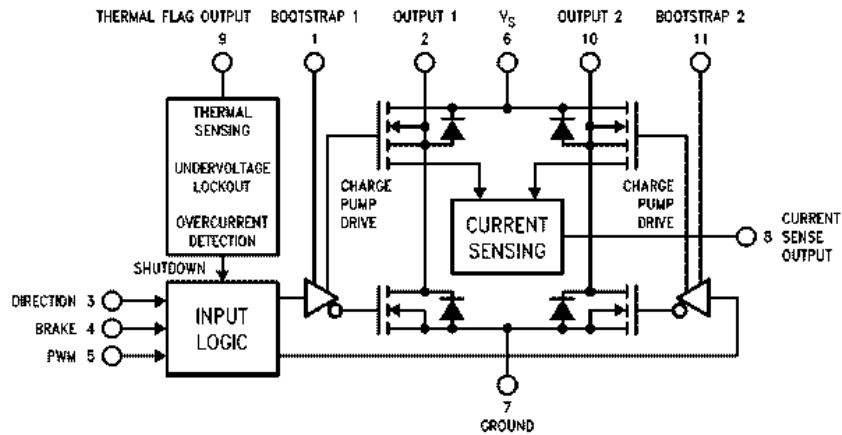 THERMAL FLAG OUTPUT BOOTSTRAP 1 OUTPUT 1 VS OUTPUT 2 BOOTSTRAP 2
9 1 2 6 10 11
THERMAL
SENSING
UNDERVOLTAGE
LOCKOUT
OVERCURRENT
DETECTION
CHARGE
PUMP
DRIVE
CURRENT
SENSING
CHARGE
PUMP
DRIVE
8 CURRENT
SENSE
OUTPUT
SHUTDOWN
DIRECTION 3
BRAKE 4
PWM 5
INPUT
LOGIC
7
GROUND